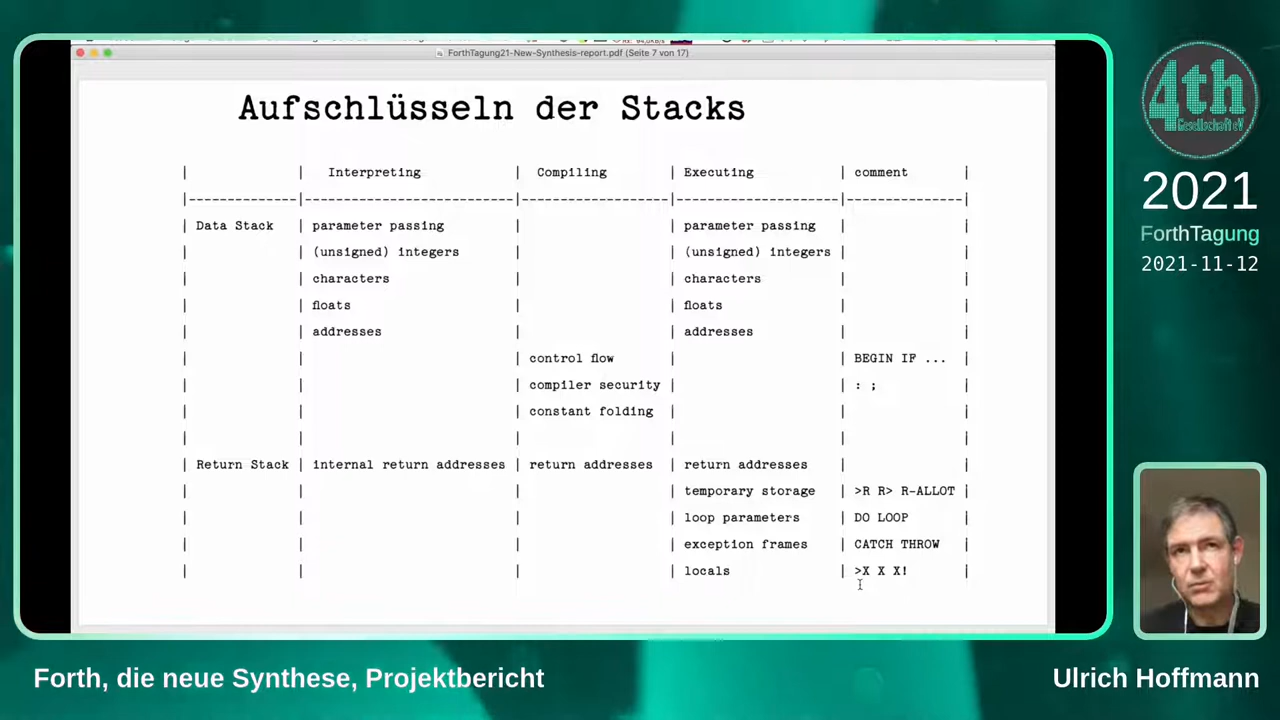 ForthTagung21-New-Synthesis-report.pdf (Seite 7 von 17)
Aufschlüsseln der Stacks
| | Interpreting | Compiling | Executing | comment |
|--------------|---------------------------|-------------------|---------------------|--------------|
| Data Stack | parameter passing | | parameter passing | |
| | (unsigned) integers | | (unsigned) integers | |
| | characters | | characters | |
| | floats | | floats | |
| | addresses | | addresses | |
| | | control flow | | BEGIN IF ... |
| | | compiler security | | : ; |
| | | constant folding | | |
| | | | | |
| Return Stack | internal return addresses | return addresses | return addresses | |
| | | | temporary storage | >R R> R-ALLOT |
| | | | loop parameters | DO LOOP |
| | | | exception frames | CATCH THROW |
| | | | locals | >X X X! |
4th
Gesellschaft eV
2021
ForthTagung
2021-11-12
Forth, die neue Synthese, Projektbericht
Ulrich Hoffmann